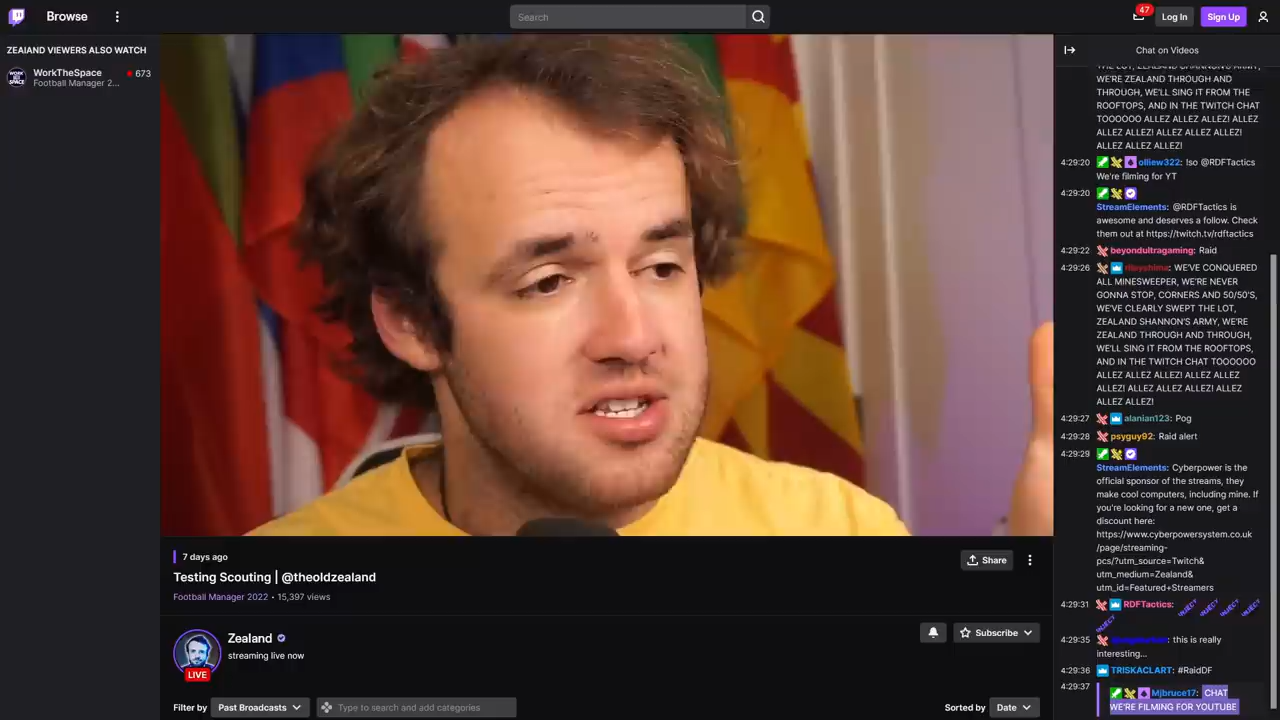 Browse
Search
47
Log In
Sign Up
ZEALAND VIEWERS ALSO WATCH
WORK THE SPACE
WorkTheSpace
673
Football Manager 2...
Chat on Videos
WE'RE ZEALAND THROUGH AND
THROUGH, WE'LL SING IT FROM THE
ROOFTOPS, AND IN THE TWITCH CHAT
TOOOOOO ALLEZ ALLEZ ALLEZ! ALLEZ
ALLEZ ALLEZ! ALLEZ ALLEZ ALLEZ!
ALLEZ ALLEZ ALLEZ!
4:29:20 olliew322: !so @RDFTactics
We're filming for YT
4:29:20
StreamElements: @RDFTactics is
awesome and deserves a follow. Check
them out at https://twitch.tv/rdftactics
4:29:22 beyondultragaming: Raid
4:29:26 WE'VE CONQUERED
ALL MINESWEEPER, WE'RE NEVER
GONNA STOP, CORNERS AND 50/50'S,
WE'VE CLEARLY SWEPT THE LOT,
ZEALAND SHANNON'S ARMY, WE'RE
ZEALAND THROUGH AND THROUGH,
WE'LL SING IT FROM THE ROOFTOPS,
AND IN THE TWITCH CHAT TOOOOOO
ALLEZ ALLEZ ALLEZ! ALLEZ ALLEZ
ALLEZ! ALLEZ ALLEZ ALLEZ! ALLEZ
ALLEZ ALLEZ!
4:29:27 alanian123: Pog
4:29:28 psyguy92: Raid alert
4:29:29
StreamElements: Cyberpower is the
official sponsor of the streams, they
make cool computers, including mine. If
you're looking for a new one, get a
discount here:
https://www.cyberpowersystem.co.uk
/page/streaming-
pcs/?utm_source=Twitch&
utm_medium=Zealand&
utm_id=Featured+Streamers
4:29:31 RDFTactics:
4:29:35 this is really
interesting...
4:29:36 TRISKACLART: #RaidDF
4:29:37 Mjbruce17: CHAT
WE'RE FILMING FOR YOUTUBE
7 days ago
Share
Testing Scouting | @theoldzealand
Football Manager 2022 • 15,397 views
Zealand
streaming live now
LIVE
Subscribe
Filter by
Past Broadcasts
Type to search and add categories
Sorted by
Date